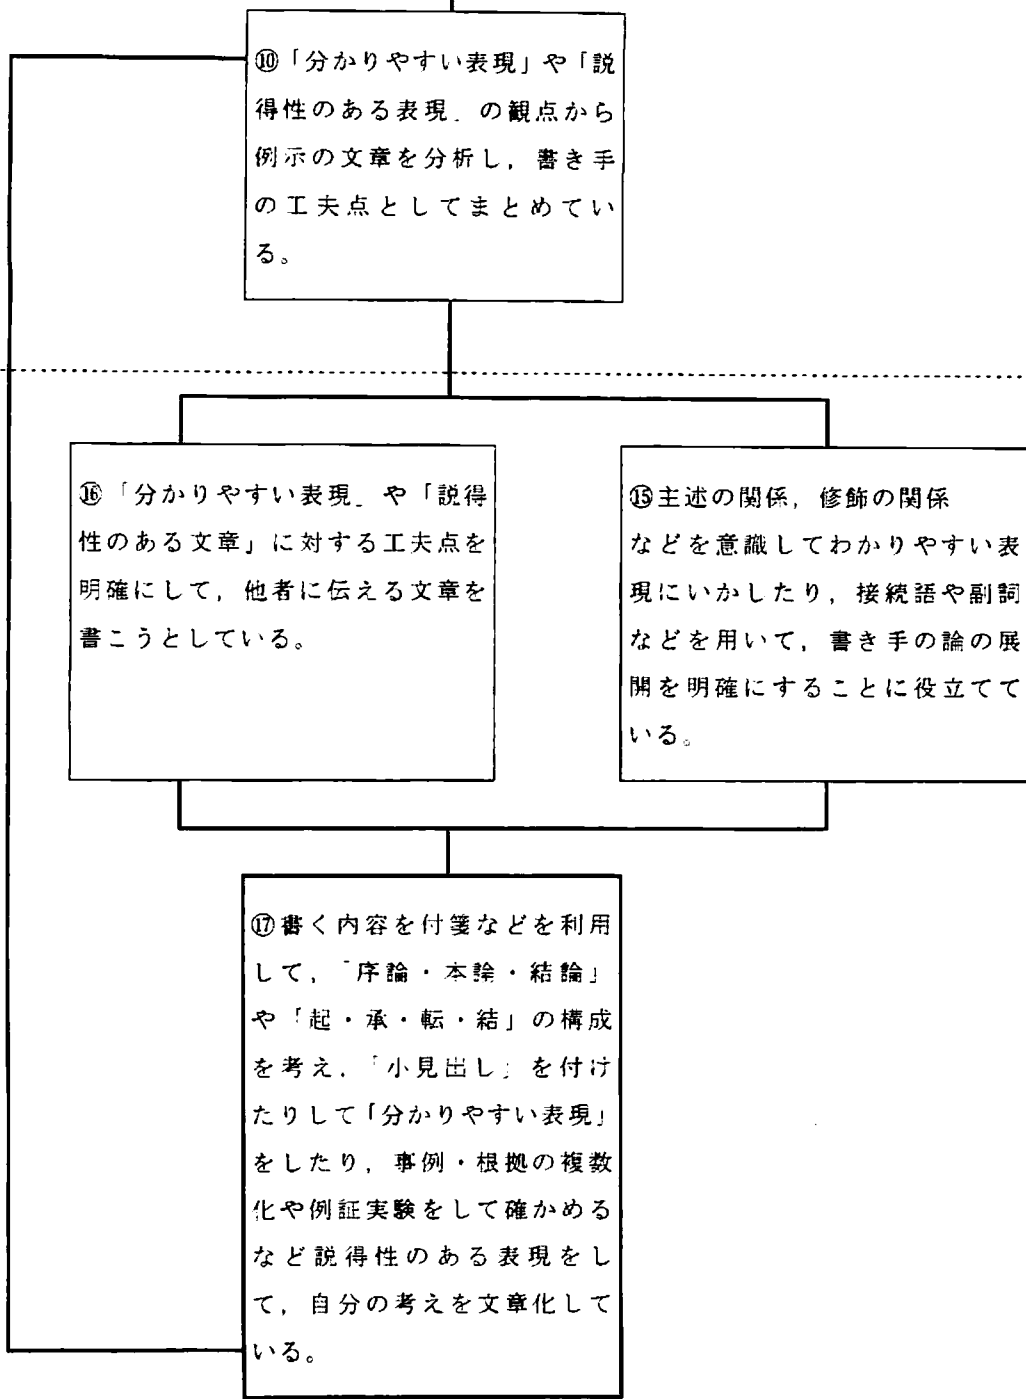 ⑩「分かりやすい表現」や「説
得性のある表現」の観点から
例示の文章を分析し，書き手
の工夫点としてまとめてい
る。
⑯「分かりやすい表現」や「説得
性のある文章」に対する工夫点を
明確にして，他者に伝える文章を
書こうとしている。
⑮主述の関係，修飾の関係
などを意識してわかりやすい表
現にいかしたり，接続語や副詞
などを用いて，書き手の論の展
開を明確にすることに役立てて
いる。
⑰書く内容を付箋などを利用
して，「序論・本論・結論」
や「起・承・転・結」の構成
を考え，「小見出し」を付け
たりして「分かりやすい表現」
をしたり，事例・根拠の複数
化や例証実験をして確かめる
など説得性のある表現をし
て，自分の考えを文章化して
いる。